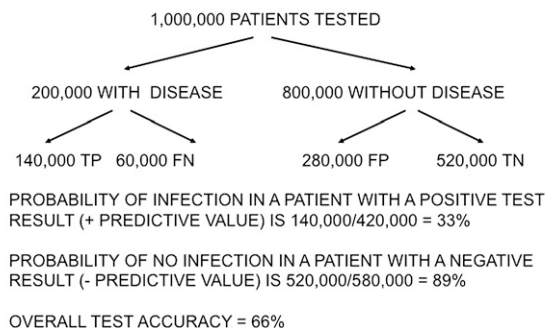 1,000,000 PATIENTS TESTED
200,000 WITH DISEASE
800,000 WITHOUT DISEASE
140,000 TP
60,000 FN
280,000 FP
520,000 TN
PROBABILITY OF INFECTION IN A PATIENT WITH A POSITIVE TEST
RESULT (+ PREDICTIVE VALUE) IS 140,000/420,000 = 33%
PROBABILITY OF NO INFECTION IN A PATIENT WITH A NEGATIVE
RESULT (- PREDICTIVE VALUE) IS 520,000/580,000 = 89%
OVERALL TEST ACCURACY = 66%